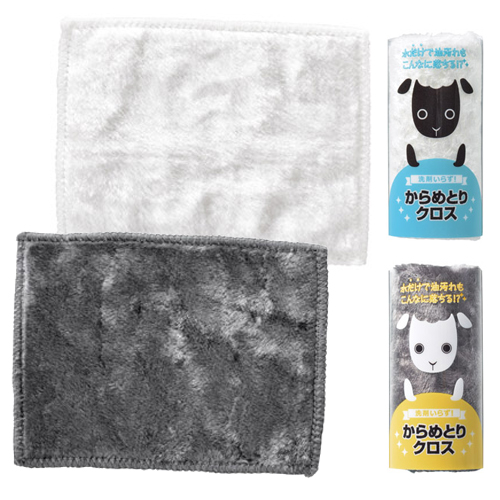 水だけで油汚れも
こんなに落ちる!?
洗剤いらず!
からめとり
クロス
水だけで油汚れも
こんなに落ちる!?
洗剤いらず!
からめとり
クロス